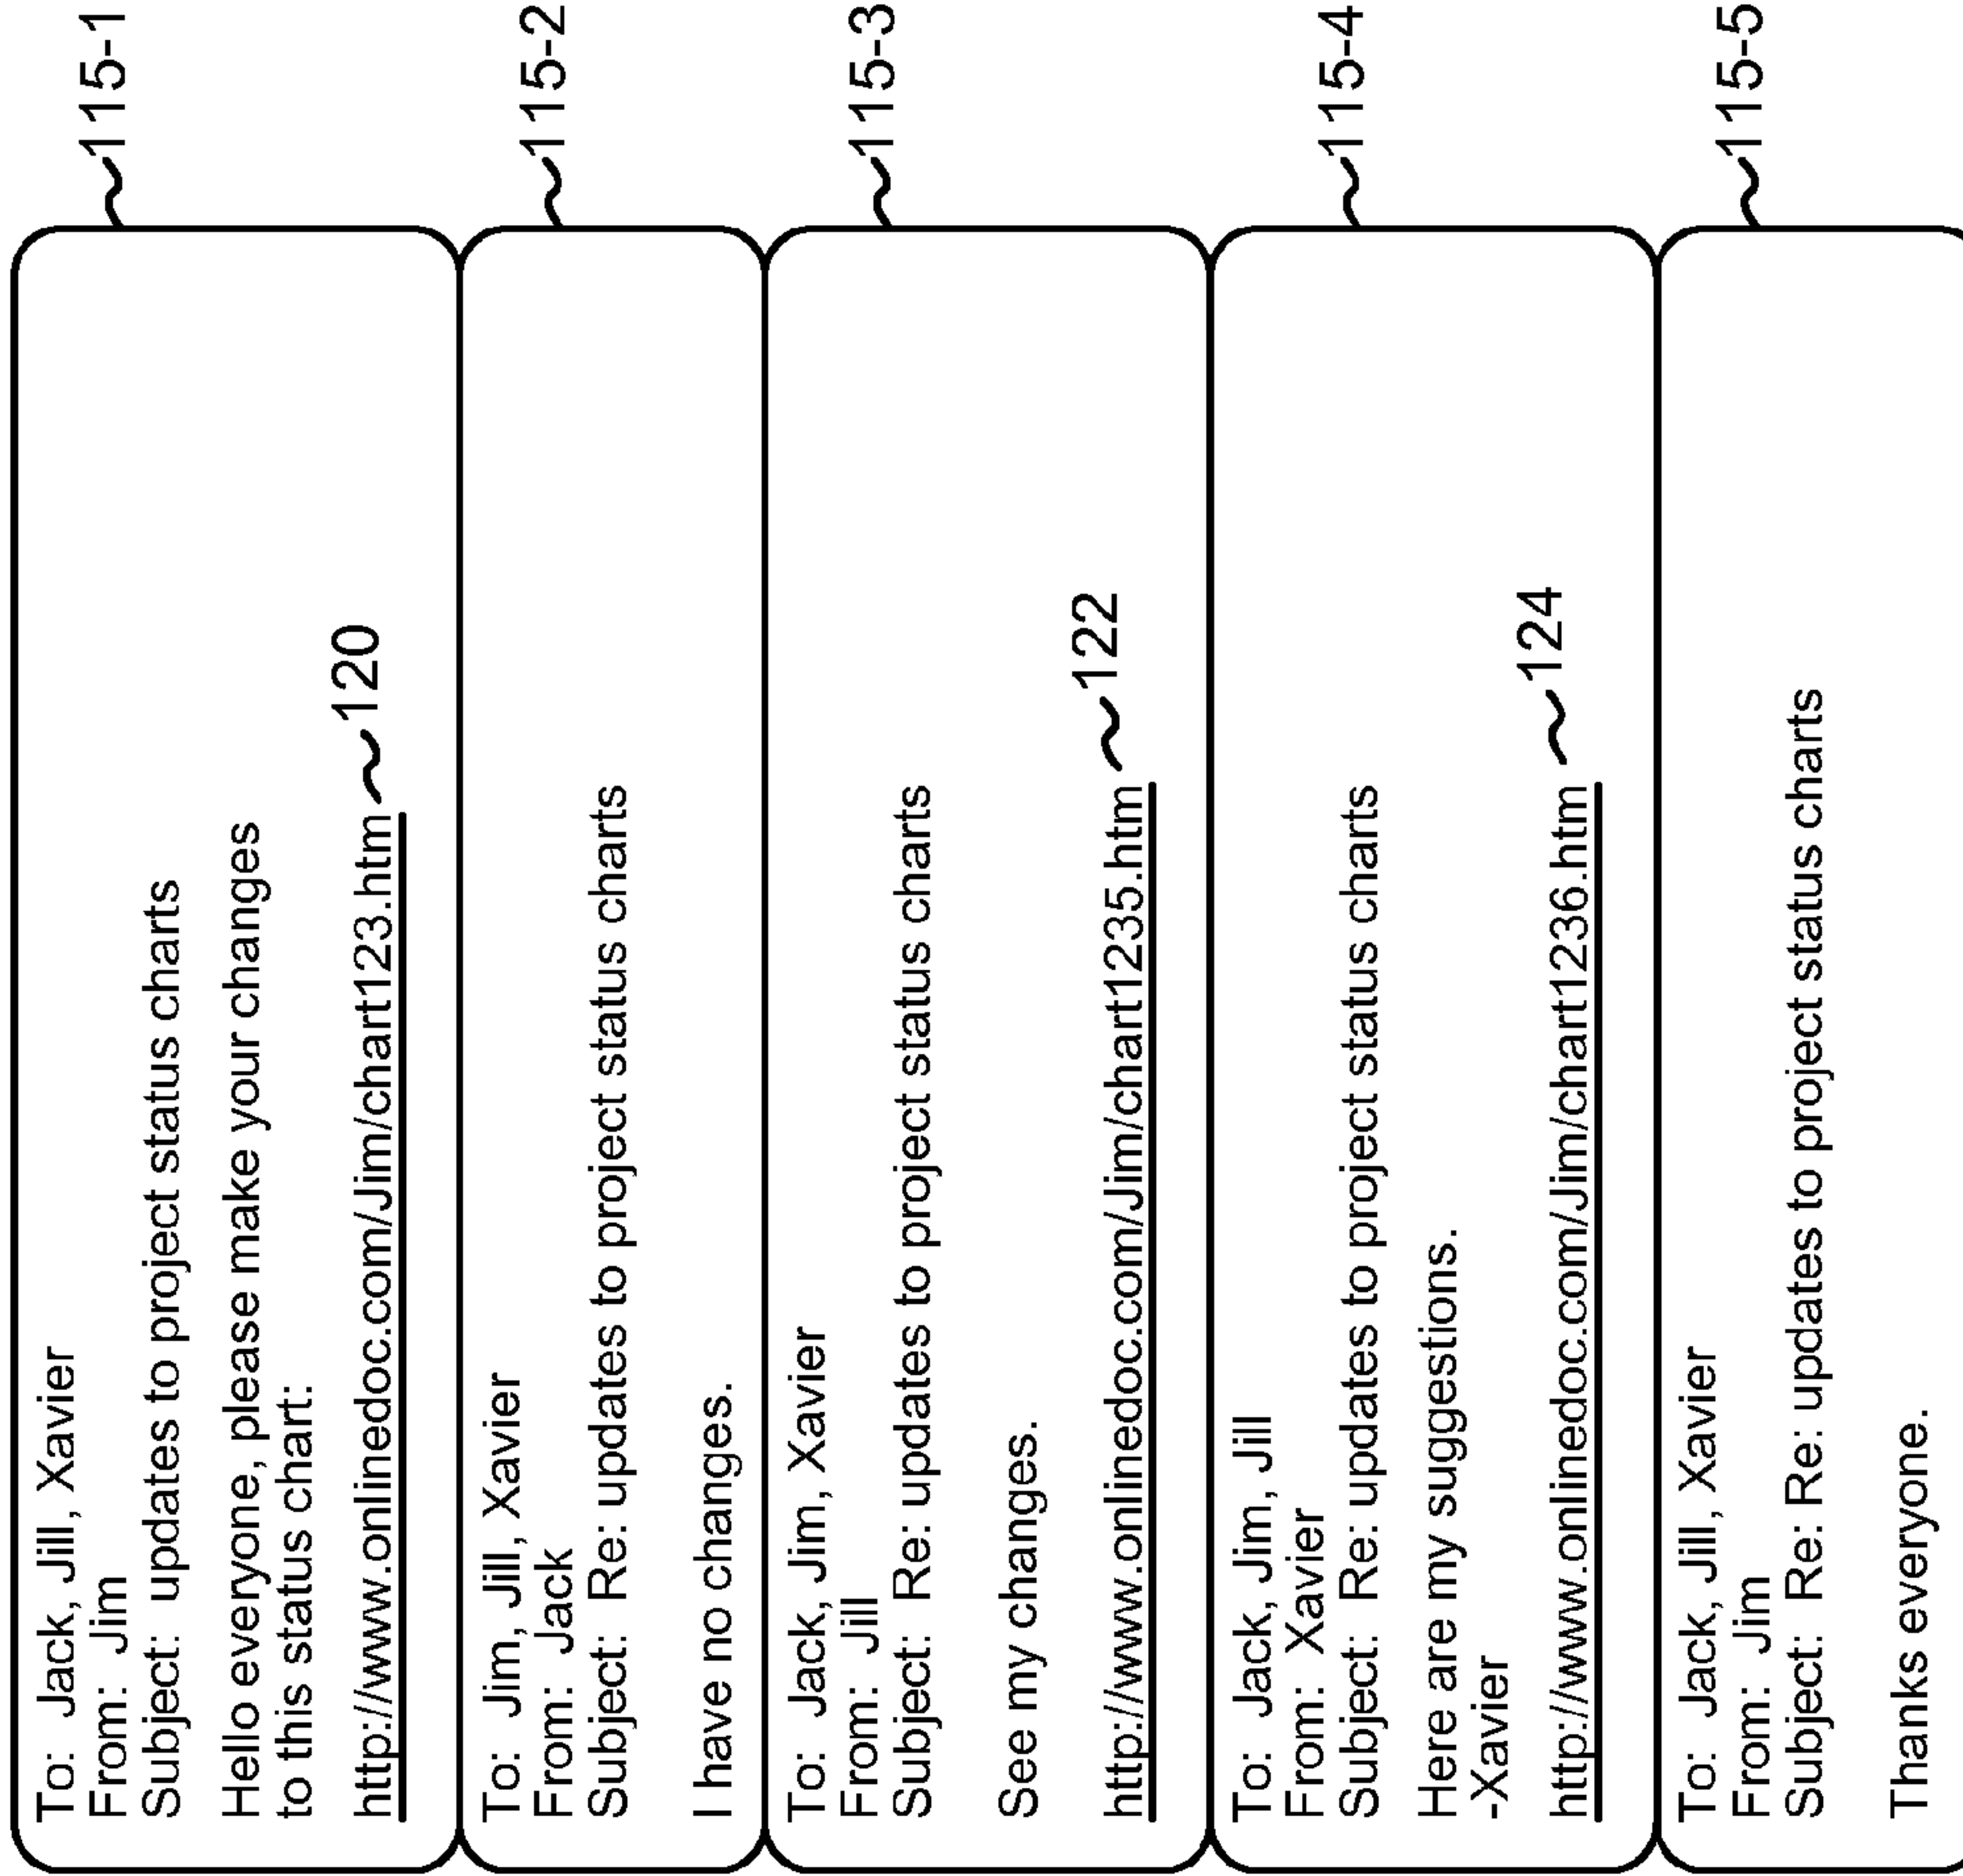 To:  Jack, Jill, Xavier
From:  Jim
Subject:  updates to project status charts
Hello everyone, please make your changes
to this status chart:
http://www.onlinedoc.com/Jim/chart123.htm
120
115-1
To:  Jim, Jill, Xavier
From:  Jack
Subject:  Re: updates to project status charts
I have no changes.
115-2
To:  Jack, Jim, Xavier
From:  Jill
Subject:  Re: updates to project status charts
See my changes.
http://www.onlinedoc.com/Jim/chart1235.htm
122
115-3
To:  Jack, Jim, Jill
From: Xavier
Subject:  Re: updates to project status charts
Here are my suggestions.
-Xavier
http://www.onlinedoc.com/Jim/chart1236.htm
124
115-4
To:  Jack, Jill, Xavier
From:  Jim
Subject:  Re: Re: updates to project status charts
Thanks everyone.
115-5